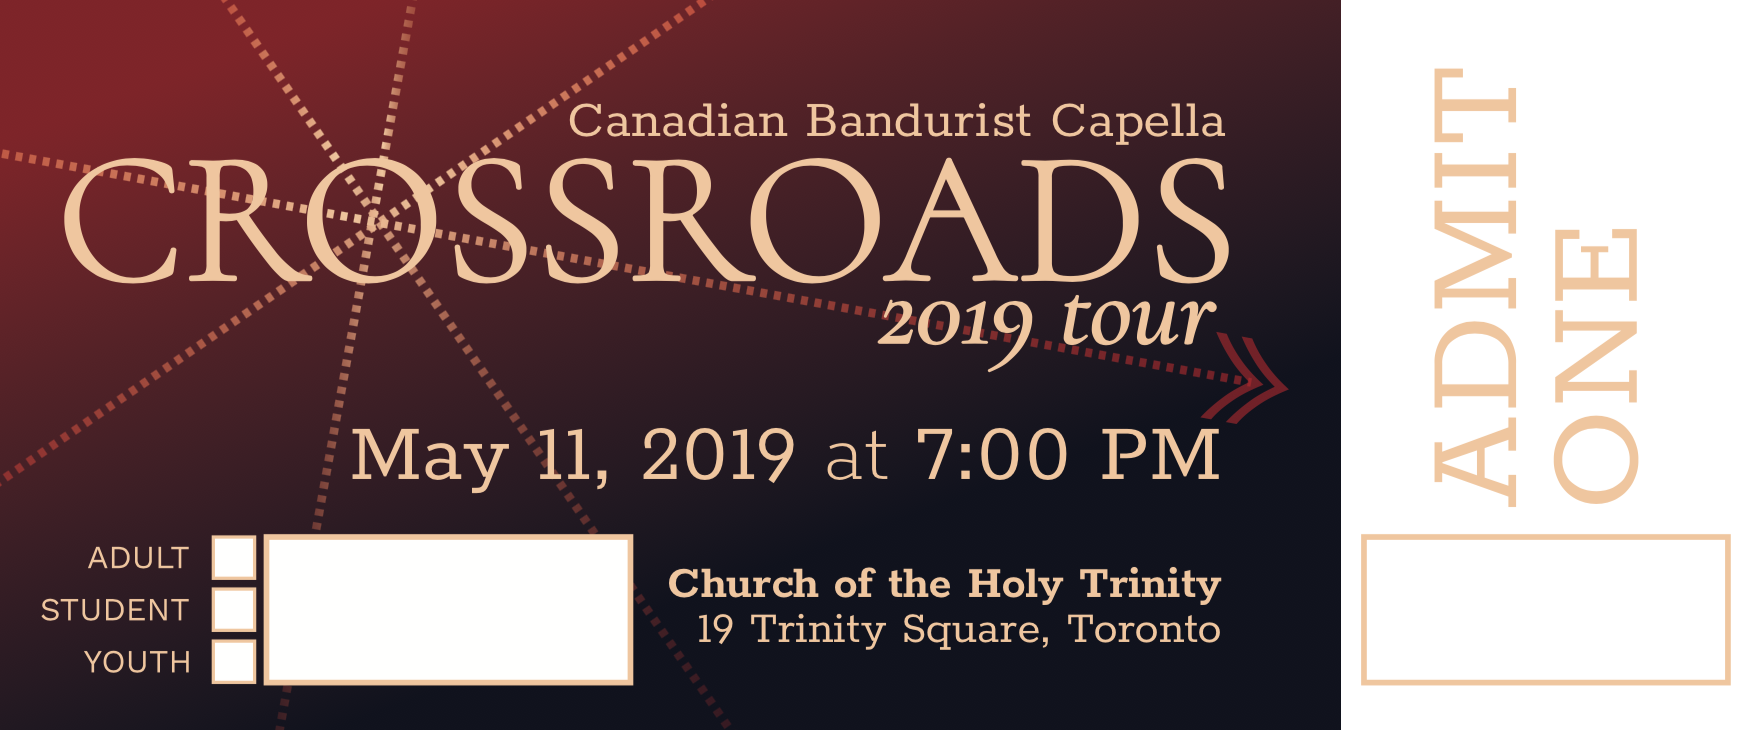 Canadian Bandurist Capella
CROSSROADS
2019 tour
May 11, 2019 at 7:00 PM
ADULT
STUDENT
YOUTH
Church of the Holy Trinity
19 Trinity Square, Toronto
ADMIT
ONE